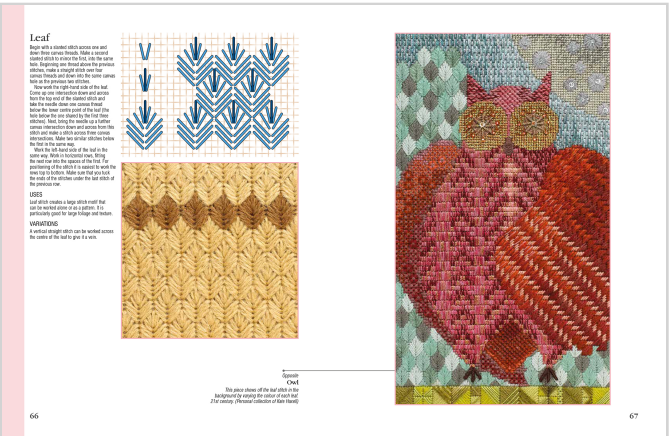 Leaf
Begin with a slanted stitch across one and
down three canvas threads. Make a second
slanted stitch to mirror the first, into the same
hole. Beginning one thread above the previous
stitches, make a straight stitch over four
canvas threads and down into the same canvas
hole as the previous two stitches.
Now work the right-hand side of the leaf.
Come up one intersection down and across
from the top end of the slanted stitch and
take the needle down one canvas thread
below the lower centre point of the leaf (the
hole below the one shared by the first three
stitches). Next, bring the needle up a further
canvas intersection down and across from this
stitch and make a stitch across three canvas
intersections. Make two similar stitches below
the first in the same way.
Work the left-hand side of the leaf in the
same way. Work in horizontal rows, fitting
the next row into the spaces of the first. For
positioning of the stitch it is easiest to work the
rows top to bottom. Make sure that you tuck
the ends of the stitches under the last stitch of
the previous row.
USES
Leaf stitch creates a large stitch motif that
can be worked alone or as a pattern. It is
particularly good for large foliage and texture.
VARIATIONS
A vertical straight stitch can be worked across
the centre of the leaf to give it a vein.
Opposite
Owl
This piece shows off the leaf stitch in the
background by varying the colour of each leaf.
21st century. (Personal collection of Kate Haxell)
66
67